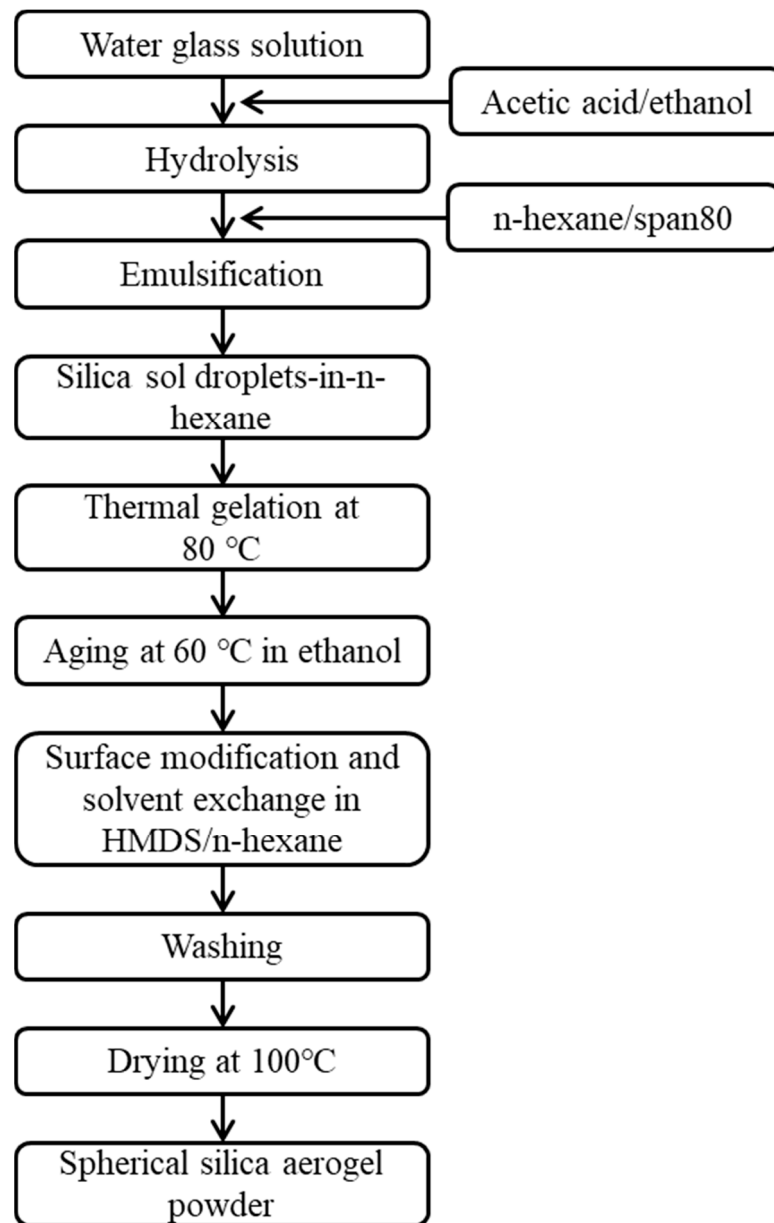 Water glass solution
Acetic acid/ethanol
Hydrolysis
n-hexane/span80
Emulsification
Silica sol droplets-in-n-
hexane
Thermal gelation at
80 ℃
Aging at 60 ℃ in ethanol
Surface modification and
solvent exchange in
HMDS/n-hexane
Washing
Drying at 100℃
Spherical silica aerogel
powder